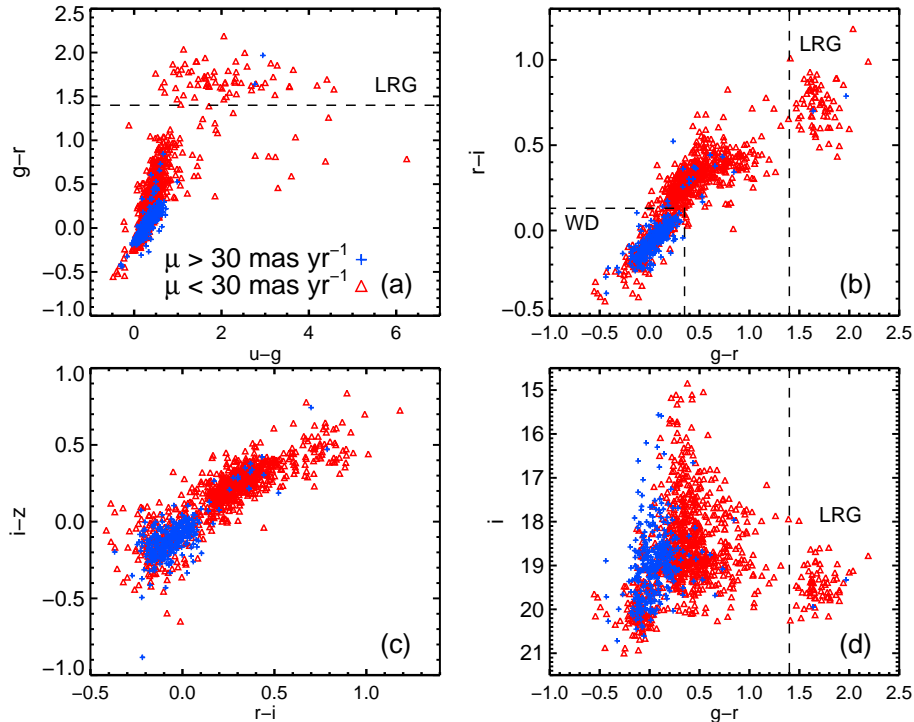 2.5
2.0
1.5
1.0
0.5
0.0
−0.5
−1.0
g−r
LRG
μ > 30 mas yr⁻¹ +
μ < 30 mas yr⁻¹ △
(a)
0 2 4 6
u−g
1.0
0.5
0.0
−0.5
r−i
LRG
WD
(b)
−1.0 −0.5 0.0 0.5 1.0 1.5 2.0 2.5
g−r
1.0
0.5
0.0
−0.5
−1.0
i−z
(c)
−0.5 0.0 0.5 1.0
r−i
15
16
17
18
19
20
21
i
LRG
(d)
−1.0 −0.5 0.0 0.5 1.0 1.5 2.0 2.5
g−r